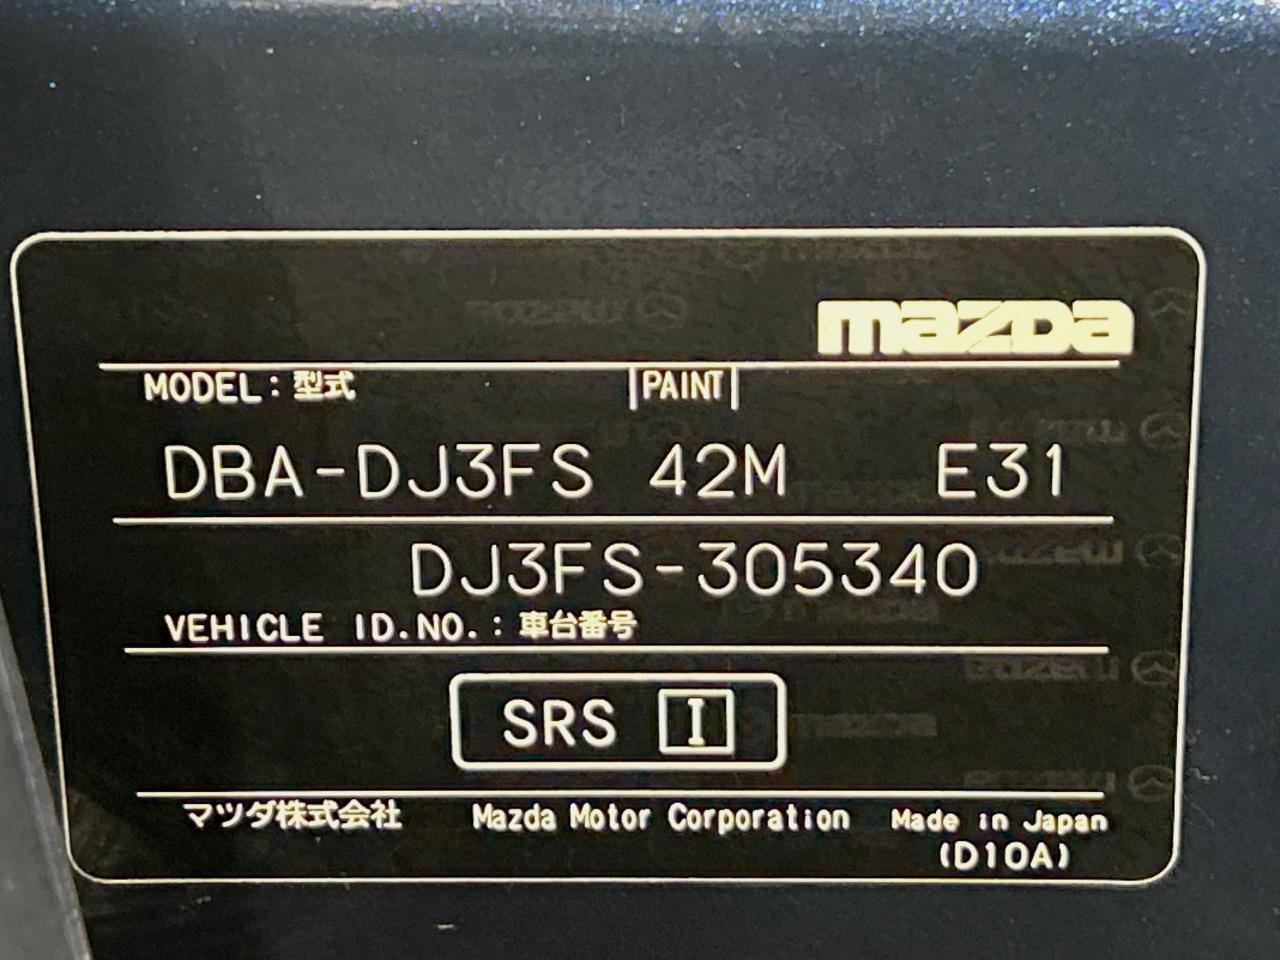 mazda
MODEL: 型式 PAINT
DBA-DJ3FS 42M E31
DJ3FS-305340
VEHICLE ID.NO.: 車台番号
SRS I
マツダ株式会社 Mazda Motor Corporation Made in Japan
(D10A)